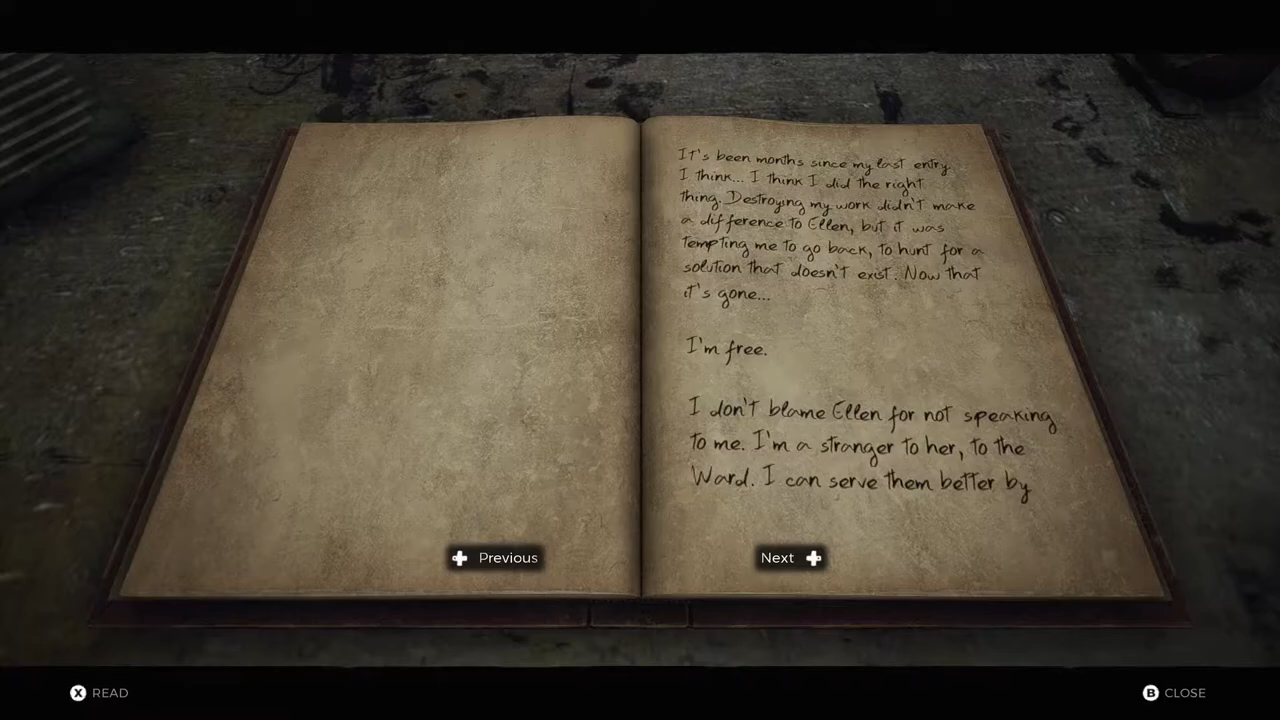 It's been months since my last entry.
I think... I think I did the right
thing. Destroying my work didn't make
a difference to Ellen, but it was
tempting me to go back, to hunt for a
solution that doesn't exist. Now that
it's gone...
I'm free.
I don't blame Ellen for not speaking
to me. I'm a stranger to her, to the
Ward. I can serve them better by
Previous
Next
X READ
B CLOSE